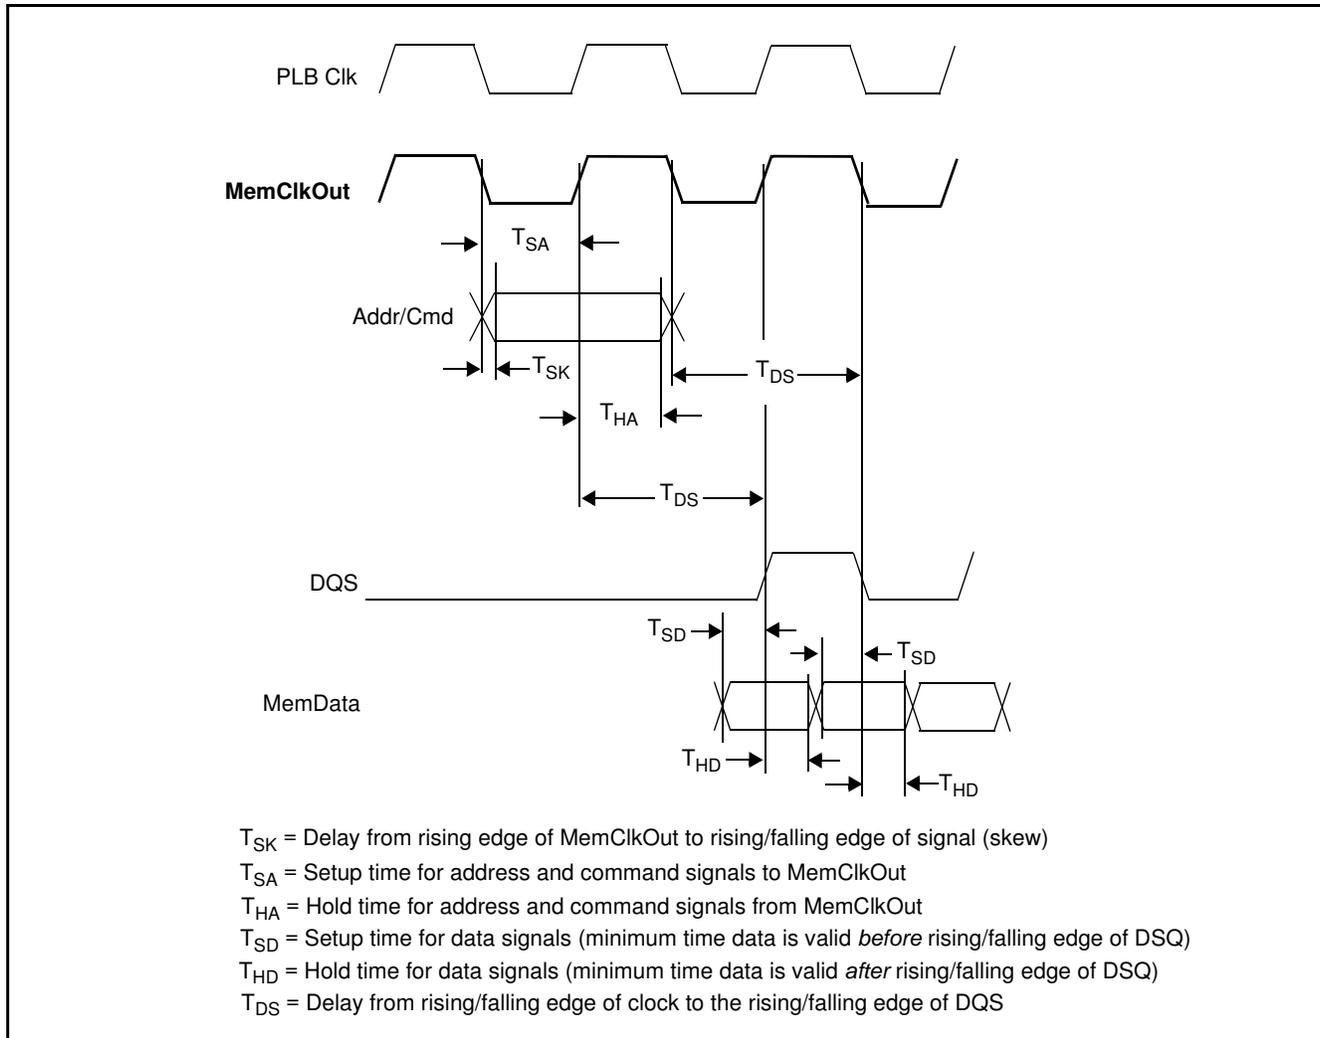 PLB Clk
MemClkOut
TSA
Addr/Cmd
TSK
TDS
THA
TDS
DQS
TSD
TSD
MemData
THD
THD
TSK = Delay from rising edge of MemClkOut to rising/falling edge of signal (skew)
TSA = Setup time for address and command signals to MemClkOut
THA = Hold time for address and command signals from MemClkOut
TSD = Setup time for data signals (minimum time data is valid before rising/falling edge of DSQ)
THD = Hold time for data signals (minimum time data is valid after rising/falling edge of DSQ)
TDS = Delay from rising/falling edge of clock to the rising/falling edge of DQS